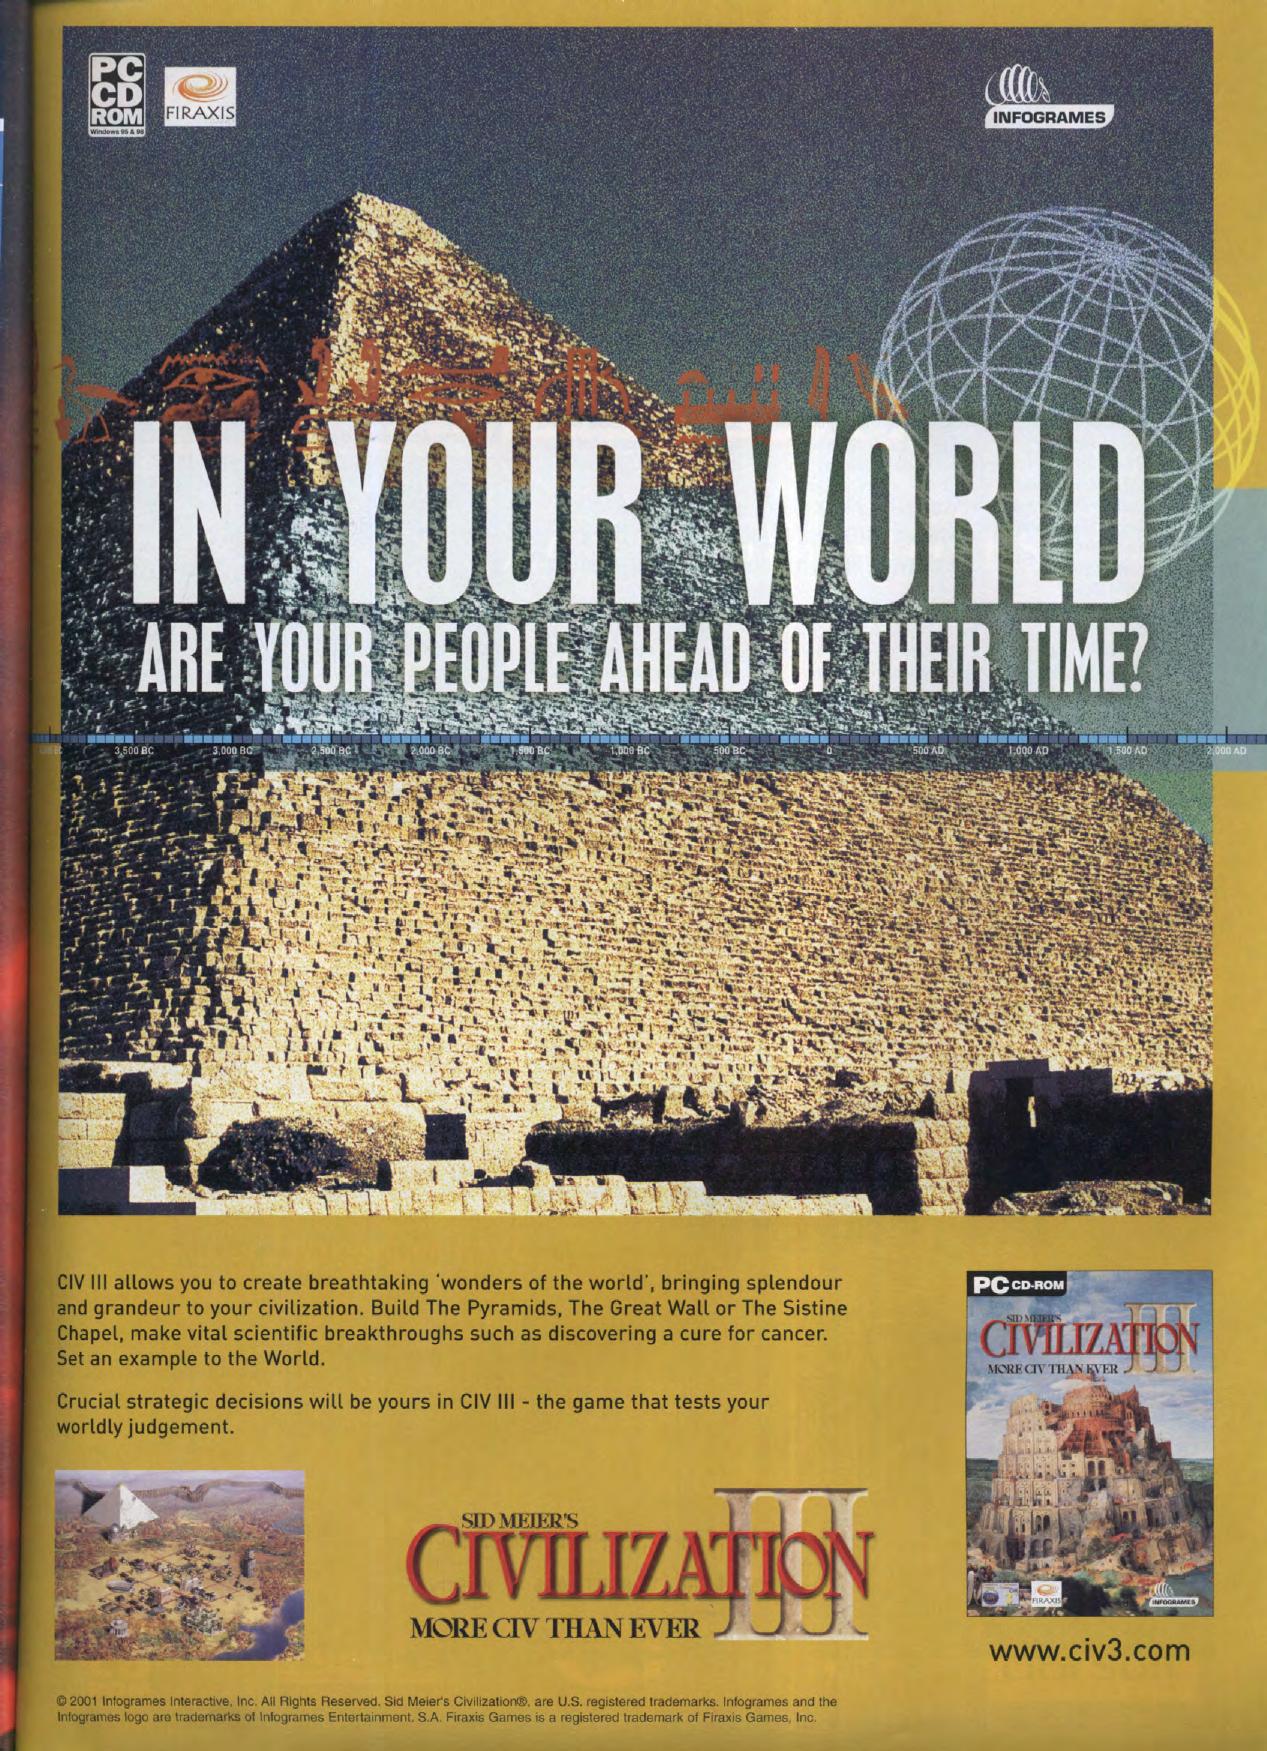 PC
CD
ROM
Windows 95 & 98
FIRAXIS
INFOGRAMES
IN YOUR WORLD
ARE YOUR PEOPLE AHEAD OF THEIR TIME?
3,500 BC 3,000 BC 2,500 BC 2,000 BC 1,500 BC 1,000 BC 500 BC 0 500 AD 1,000 AD 1,500 AD 2,000 AD
CIV III allows you to create breathtaking 'wonders of the world', bringing splendour
and grandeur to your civilization. Build The Pyramids, The Great Wall or The Sistine
Chapel, make vital scientific breakthroughs such as discovering a cure for cancer.
Set an example to the World.
Crucial strategic decisions will be yours in CIV III - the game that tests your
worldly judgement.
SID MEIER'S
CIVILIZATION III
MORE CIV THAN EVER
PC CD-ROM
SID MEIER'S
CIVILIZATION III
MORE CIV THAN EVER
FIRAXIS
INFOGRAMES
www.civ3.com
© 2001 Infogrames Interactive, Inc. All Rights Reserved. Sid Meier's Civilization®, are U.S. registered trademarks. Infogrames and the
Infogrames logo are trademarks of Infogrames Entertainment. S.A. Firaxis Games is a registered trademark of Firaxis Games, Inc.